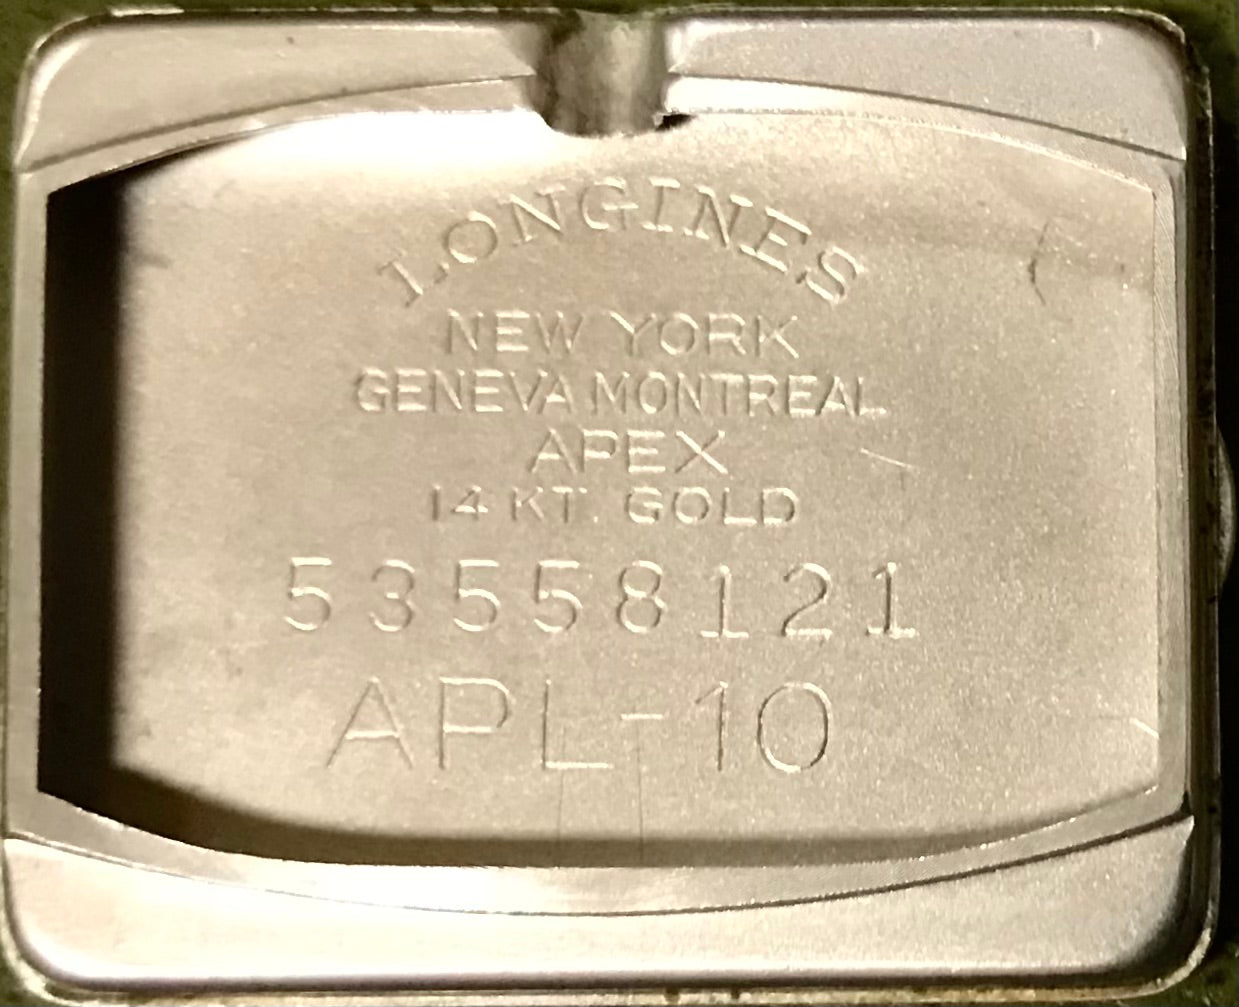 LONGINES
NEW YORK
GENEVA MONTREAL
APEX
14 KT. GOLD
53558121
APL-10